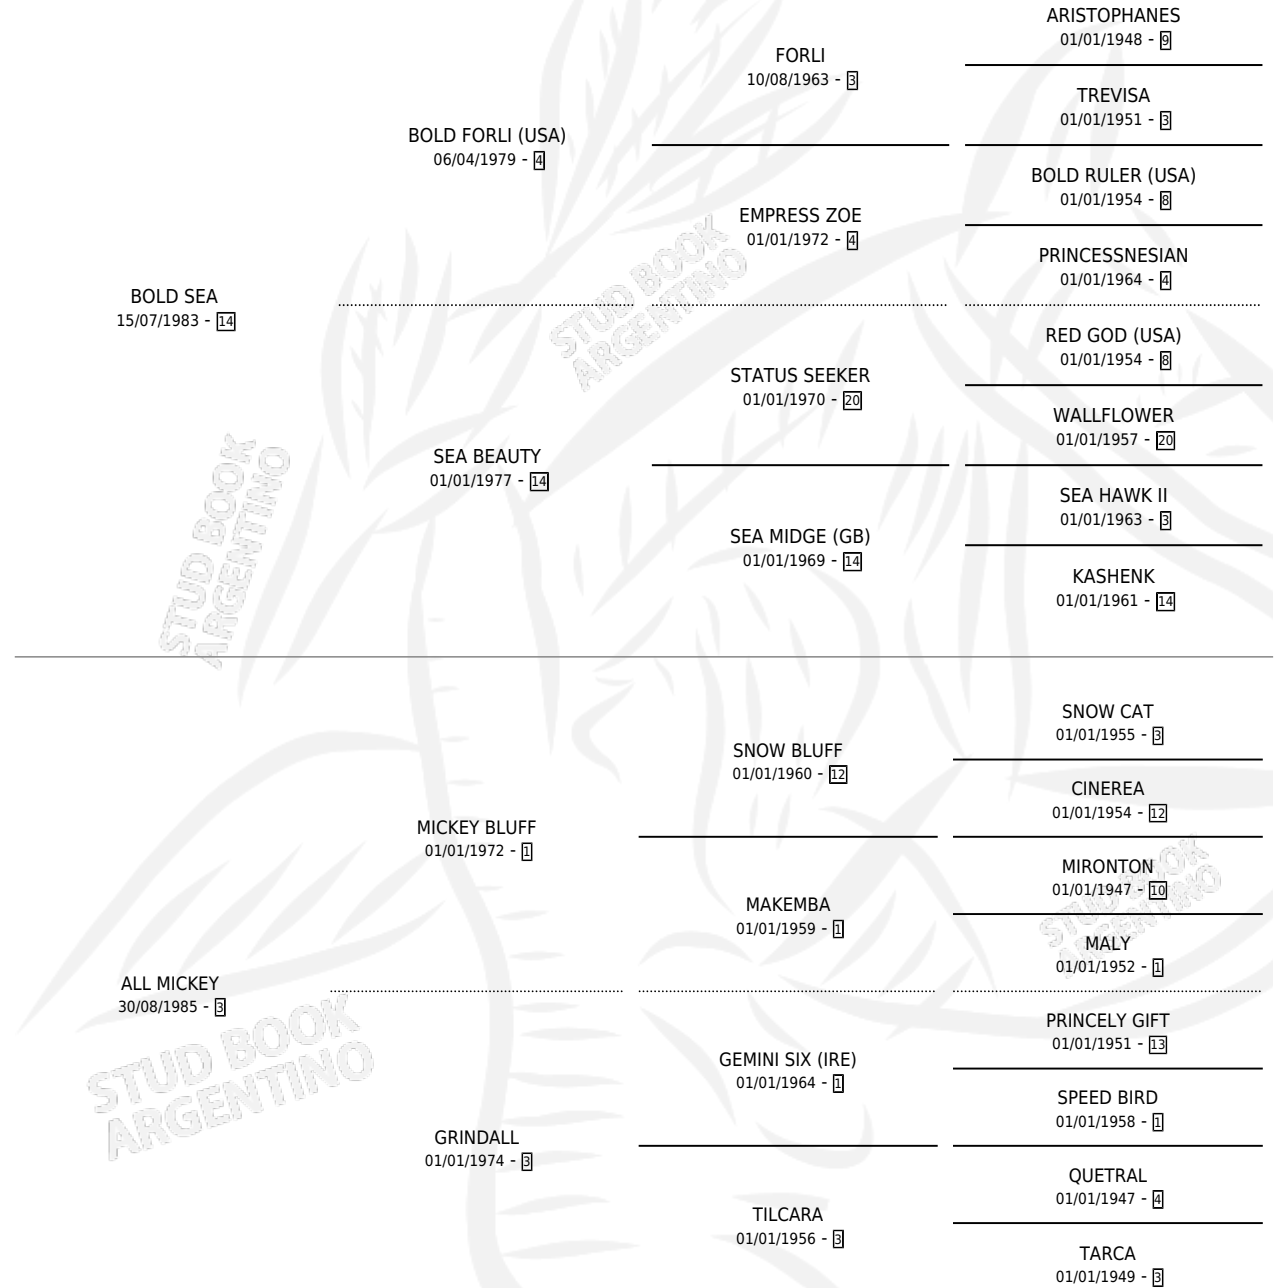 ARISTOPHANES
01/01/1948 - 9
FORLI
10/08/1963 - 3
TREVISA
01/01/1951 - 3
BOLD FORLI (USA)
06/04/1979 - 4
BOLD RULER (USA)
01/01/1954 - 8
EMPRESS ZOE
01/01/1972 - 4
PRINCESSNESIAN
01/01/1964 - 4
BOLD SEA
15/07/1983 - 14
RED GOD (USA)
01/01/1954 - 8
STATUS SEEKER
01/01/1970 - 20
WALLFLOWER
01/01/1957 - 20
SEA BEAUTY
01/01/1977 - 14
SEA HAWK II
01/01/1963 - 3
SEA MIDGE (GB)
01/01/1969 - 14
KASHENK
01/01/1961 - 14
SNOW CAT
01/01/1955 - 3
SNOW BLUFF
01/01/1960 - 12
CINEREA
01/01/1954 - 12
MICKEY BLUFF
01/01/1972 - 1
MIRONTON
01/01/1947 - 10
MAKEMBA
01/01/1959 - 1
MALY
01/01/1952 - 1
ALL MICKEY
30/08/1985 - 3
PRINCELY GIFT
01/01/1951 - 13
GEMINI SIX (IRE)
01/01/1964 - 1
SPEED BIRD
01/01/1958 - 1
GRINDALL
01/01/1974 - 3
QUETRAL
01/01/1947 - 4
TILCARA
01/01/1956 - 3
TARCA
01/01/1949 - 3
STUD BOOK
ARGENTINO
STUD BOOK
ARGENTINO
STUD BOOK
ARGENTINO
STUD BOOK
ARGENTINO